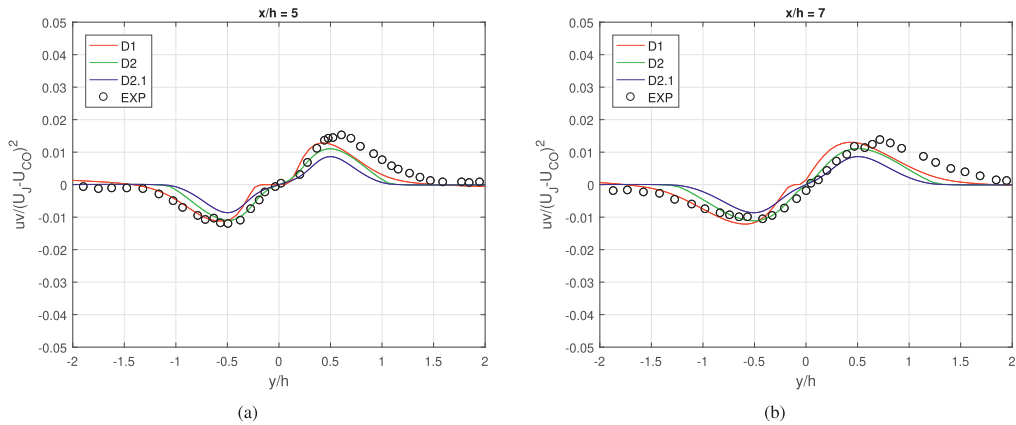 x/h = 5
0.05
0.04
0.03
0.02
0.01
0
-0.01
-0.02
-0.03
-0.04
-0.05
uv/(U_J-U_CO)^2
D1
D2
D2.1
EXP
-2 -1.5 -1 -0.5 0 0.5 1 1.5 2
y/h
(a)
x/h = 7
0.05
0.04
0.03
0.02
0.01
0
-0.01
-0.02
-0.03
-0.04
-0.05
uv/(U_J-U_CO)^2
D1
D2
D2.1
EXP
-2 -1.5 -1 -0.5 0 0.5 1 1.5 2
y/h
(b)